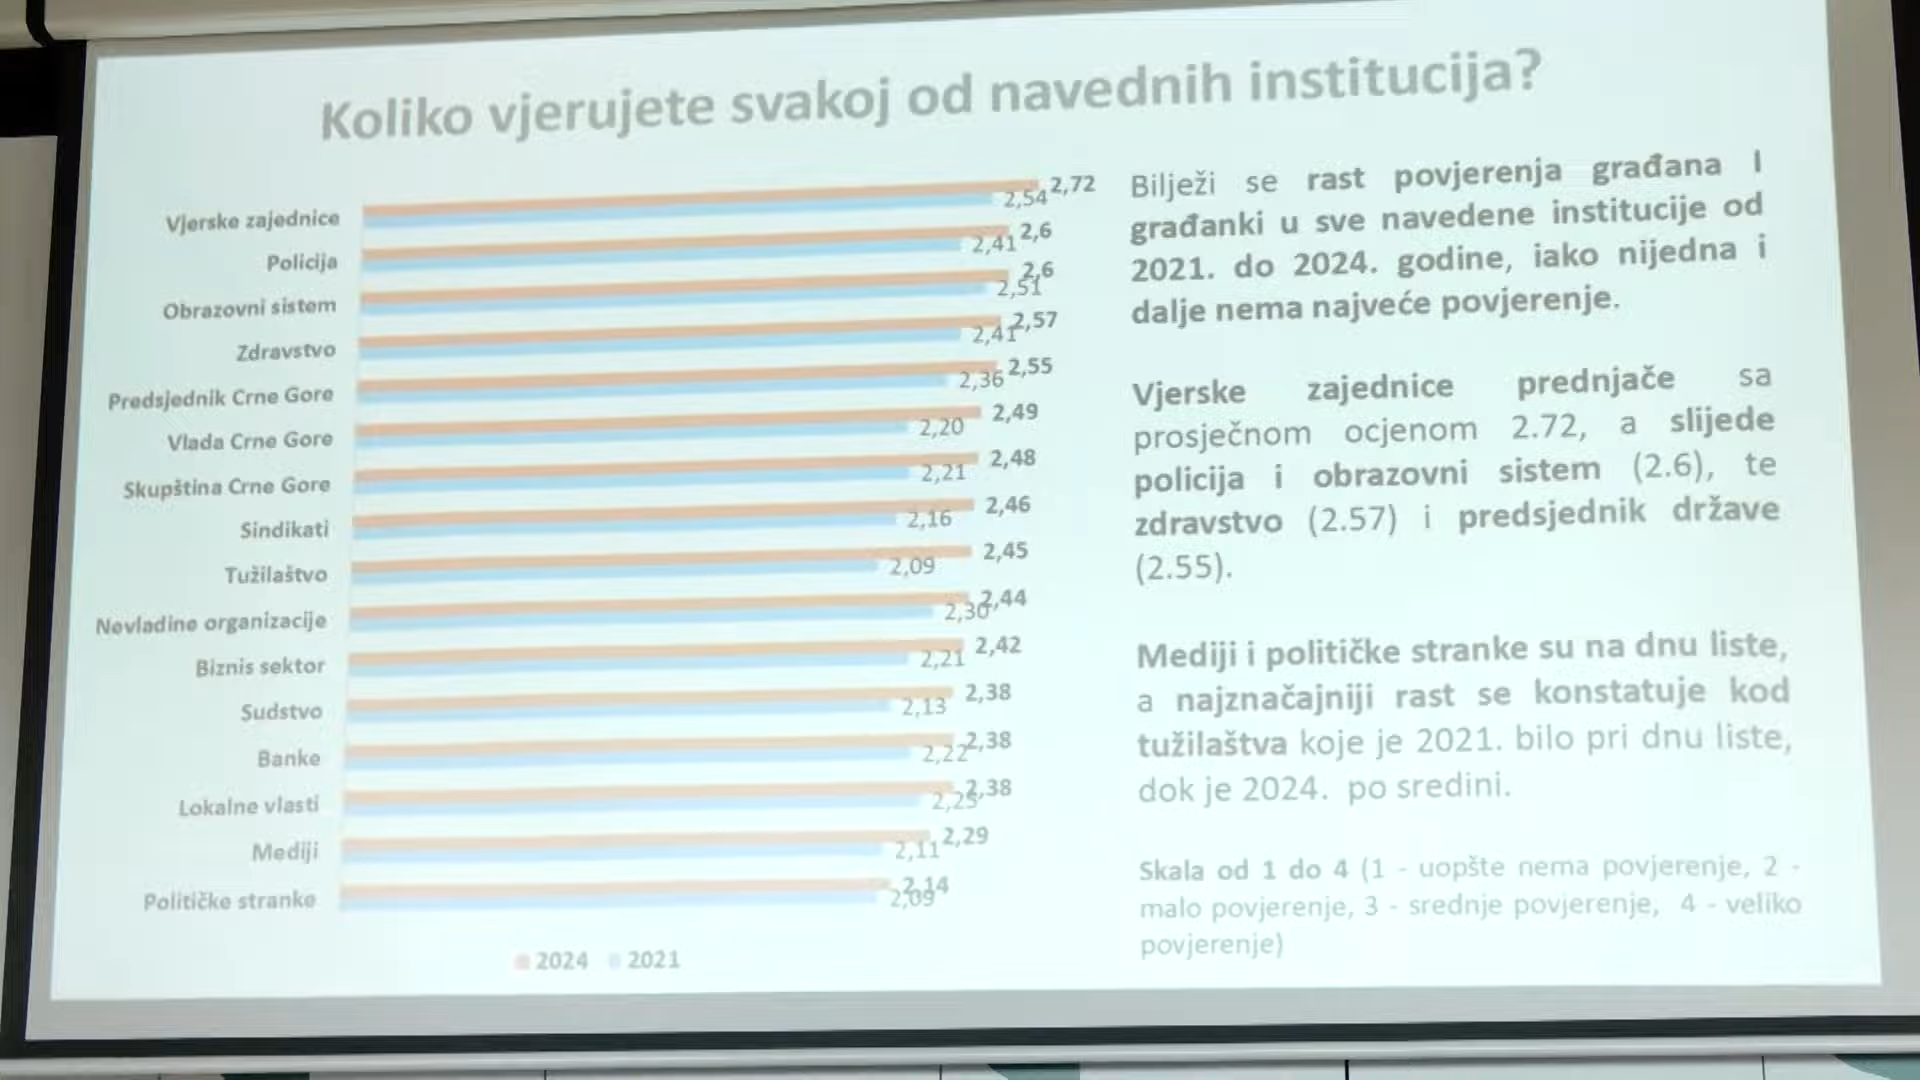 Koliko vjerujete svakoj od navednih institucija?
Vjerske zajednice 2,72 2,54
Policija 2,6 2,41
Obrazovni sistem 2,6 2,51
Zdravstvo 2,57 2,41
Predsjednik Crne Gore 2,55 2,36
Vlada Crne Gore 2,49 2,20
Skupština Crne Gore 2,48 2,21
Sindikati 2,46 2,16
Tužilaštvo 2,45 2,09
Nevladine organizacije 2,44 2,30
Biznis sektor 2,42 2,21
Sudstvo 2,38 2,13
Banke 2,38 2,22
Lokalne vlasti 2,38 2,25
Mediji 2,29 2,11
Političke stranke 2,14 2,09
2024 2021
Bilježi se rast povjerenja građana I
građanki u sve navedene institucije od
2021. do 2024. godine, iako nijedna i
dalje nema najveće povjerenje.
Vjerske zajednice prednjače sa
prosječnom ocjenom 2.72, a slijede
policija i obrazovni sistem (2.6), te
zdravstvo (2.57) i predsjednik države
(2.55).
Mediji i političke stranke su na dnu liste,
a najznačajniji rast se konstatuje kod
tužilaštva koje je 2021. bilo pri dnu liste,
dok je 2024. po sredini.
Skala od 1 do 4 (1 - uopšte nema povjerenje, 2 -
malo povjerenje, 3 - srednje povjerenje, 4 - veliko
povjerenje)